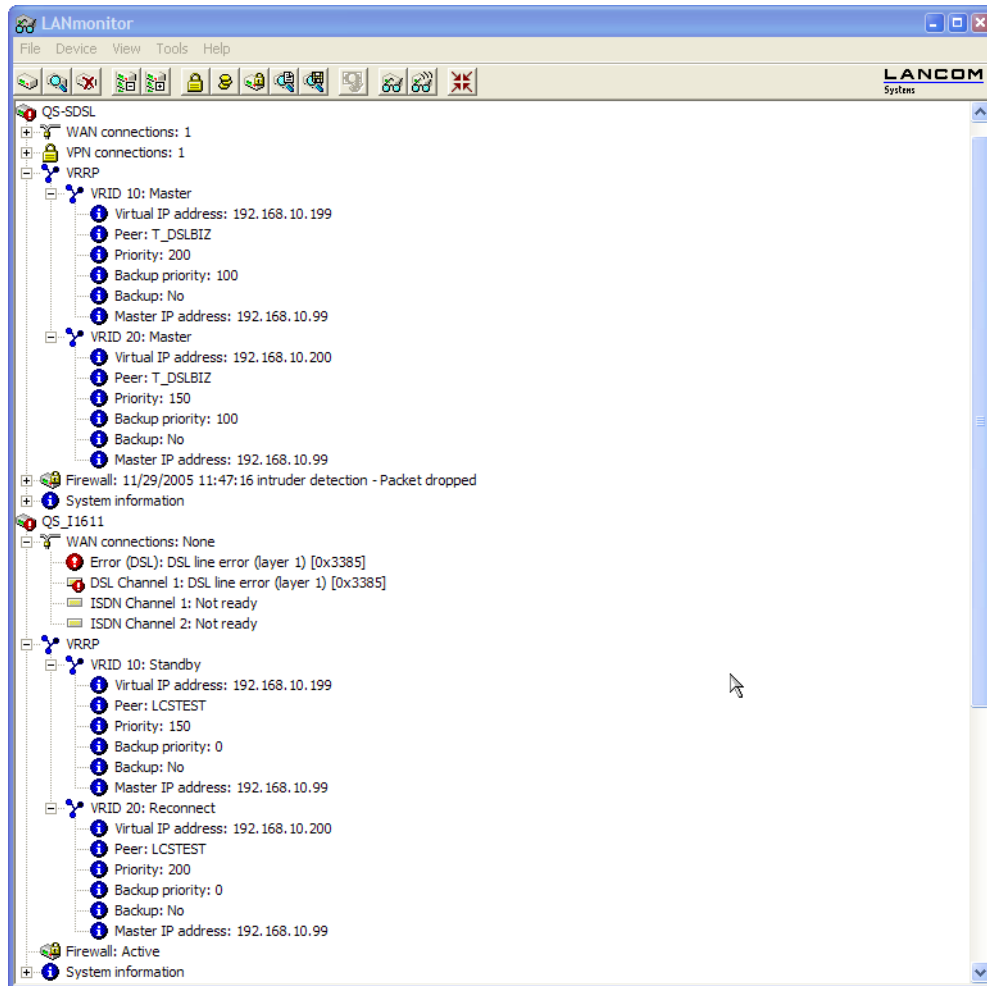 LANmonitor
File Device View Tools Help
LANCOM
Systems
QS-SDSL
WAN connections: 1
VPN connections: 1
VRRP
VRID 10: Master
Virtual IP address: 192.168.10.199
Peer: T_DSLBIZ
Priority: 200
Backup priority: 100
Backup: No
Master IP address: 192.168.10.99
VRID 20: Master
Virtual IP address: 192.168.10.200
Peer: T_DSLBIZ
Priority: 150
Backup priority: 100
Backup: No
Master IP address: 192.168.10.99
Firewall: 11/29/2005 11:47:16 intruder detection - Packet dropped
System information
QS_I1611
WAN connections: None
Error (DSL): DSL line error (layer 1) [0x3385]
DSL Channel 1: DSL line error (layer 1) [0x3385]
ISDN Channel 1: Not ready
ISDN Channel 2: Not ready
VRRP
VRID 10: Standby
Virtual IP address: 192.168.10.199
Peer: LCSTEST
Priority: 150
Backup priority: 0
Backup: No
Master IP address: 192.168.10.99
VRID 20: Reconnect
Virtual IP address: 192.168.10.200
Peer: LCSTEST
Priority: 200
Backup priority: 0
Backup: No
Master IP address: 192.168.10.99
Firewall: Active
System information